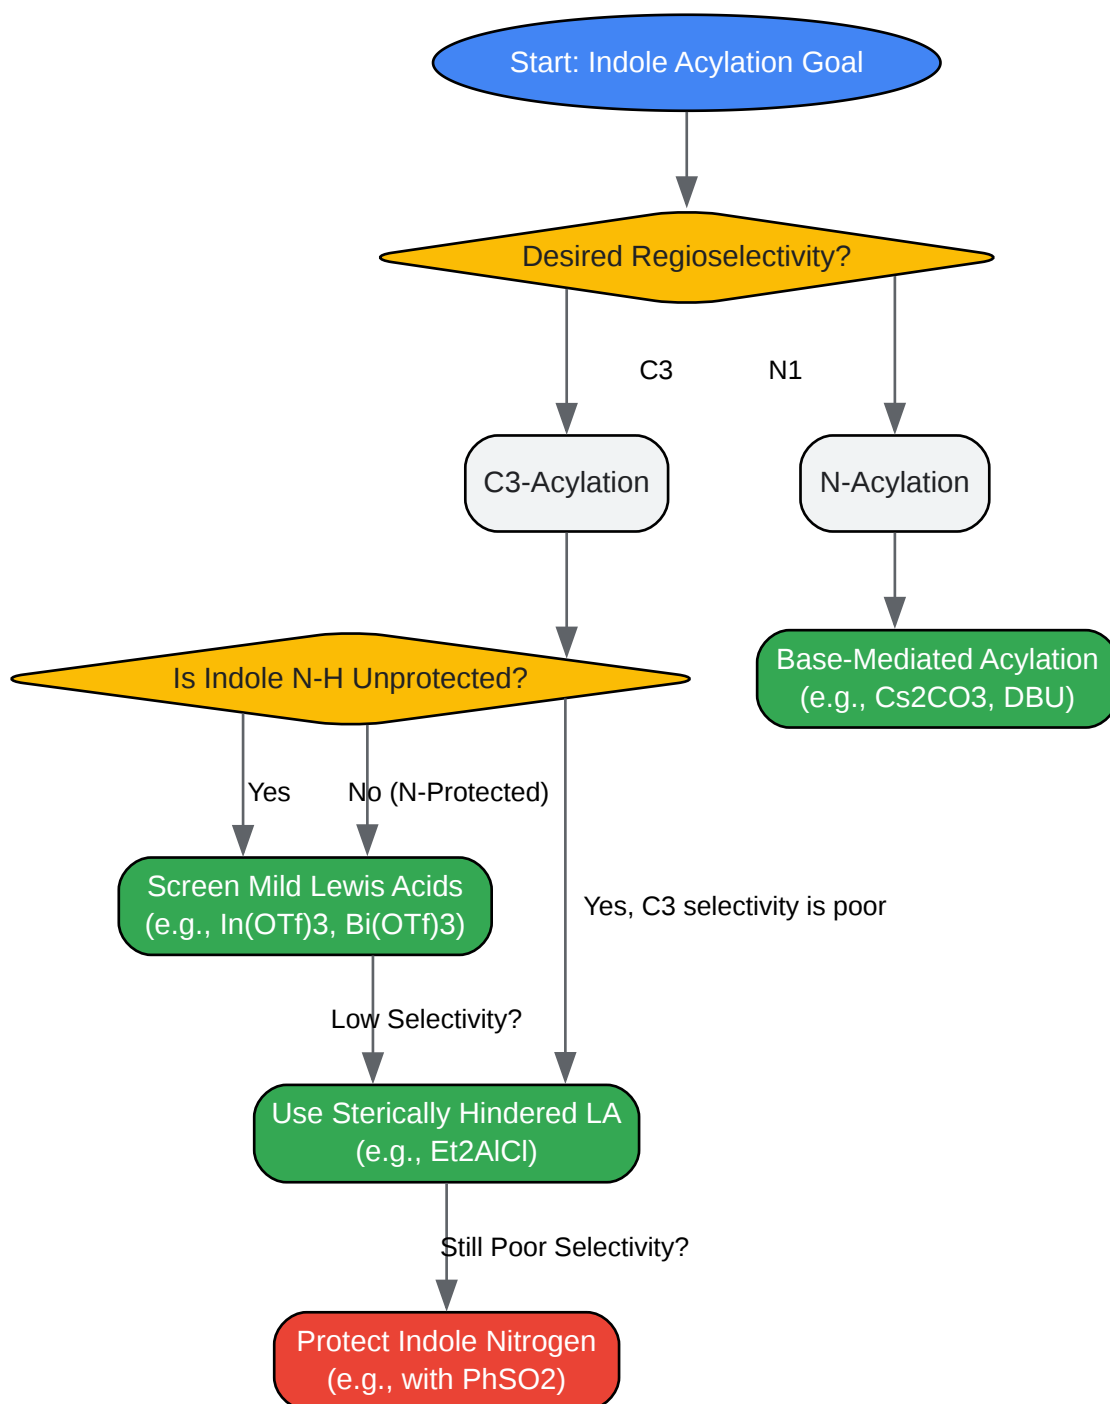 Start: Indole Acylation Goal
Desired Regioselectivity?
C3
N1
C3-Acylation
N-Acylation
Is Indole N-H Unprotected?
Base-Mediated Acylation
(e.g., Cs2CO3, DBU)
Yes
No (N-Protected)
Screen Mild Lewis Acids
(e.g., In(OTf)3, Bi(OTf)3)
Yes, C3 selectivity is poor
Low Selectivity?
Use Sterically Hindered LA
(e.g., Et2AlCl)
Still Poor Selectivity?
Protect Indole Nitrogen
(e.g., with PhSO2)